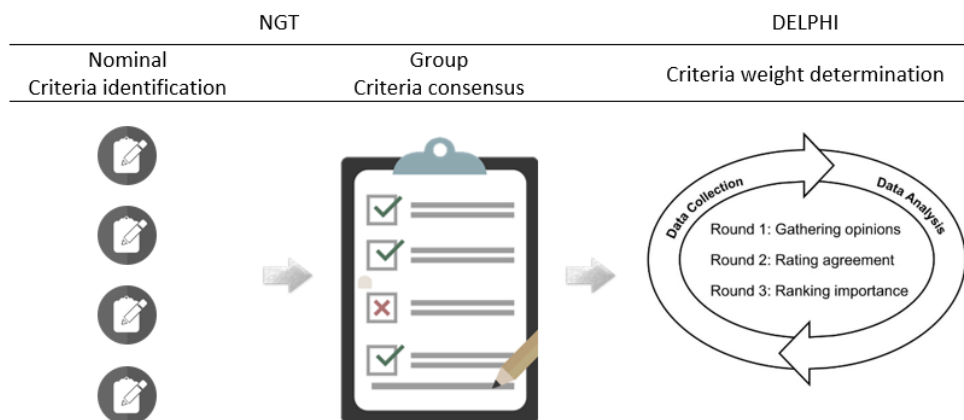 NGT
DELPHI
Nominal
Criteria identification
Group
Criteria consensus
Criteria weight determination
Data Collection
Data Analysis
Round 1: Gathering opinions
Round 2: Rating agreement
Round 3: Ranking importance